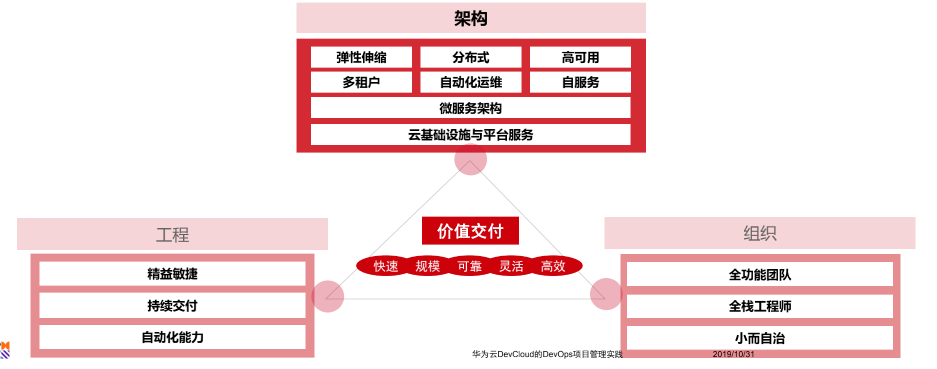 架构
弹性伸缩 分布式 高可用
多租户 自动化运维 自服务
微服务架构
云基础设施与平台服务
价值交付
快速 规模 可靠 灵活 高效
工程
精益敏捷
持续交付
自动化能力
组织
全功能团队
全栈工程师
小而自治
华为云DevCloud的DevOps项目管理实践 2019/10/31